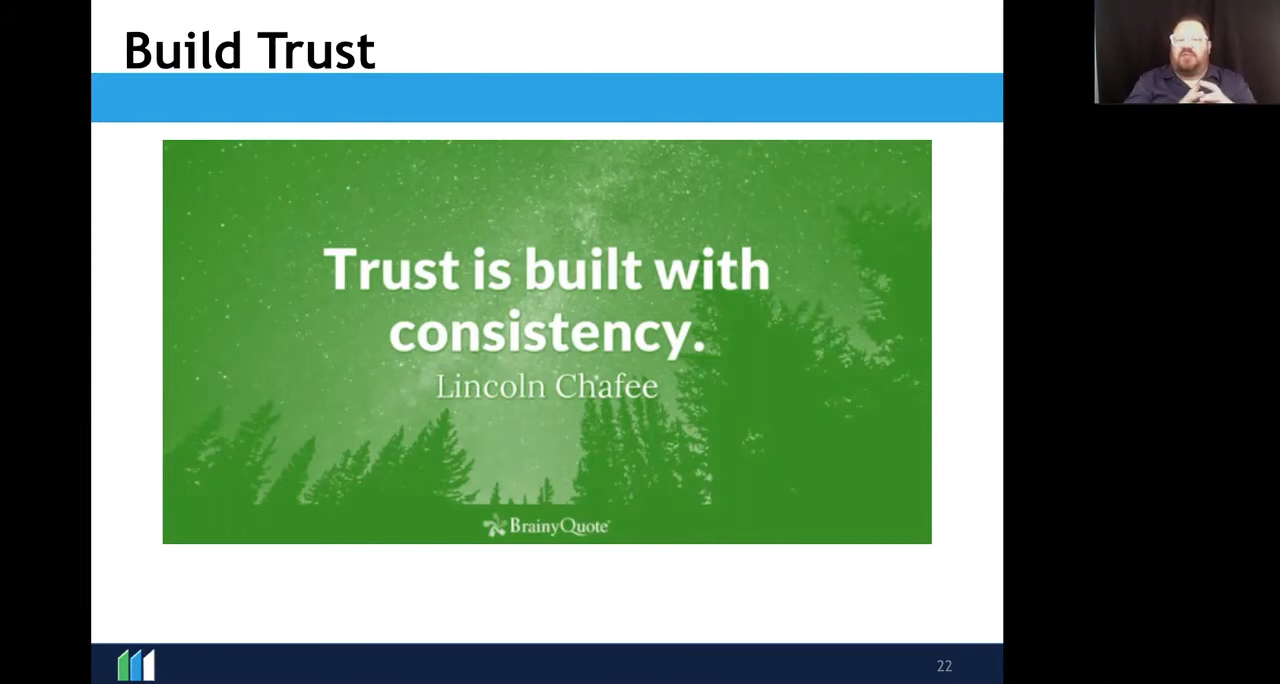 Build Trust
Trust is built with
consistency.
Lincoln Chafee
BrainyQuote
22